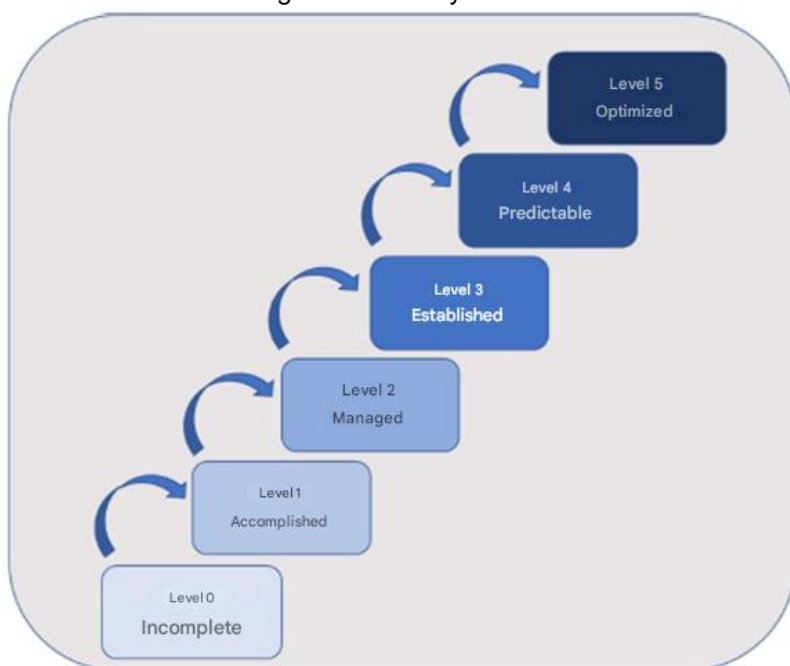 Level 5
Optimized
Level 4
Predictable
Level 3
Established
Level 2
Managed
Level 1
Accomplished
Level 0
Incomplete